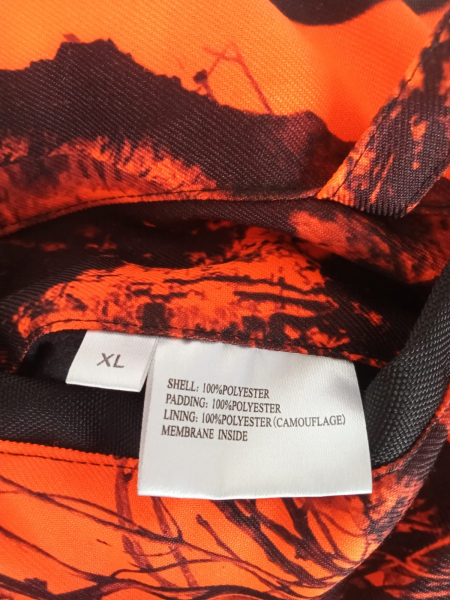 XL
SHELL: 100%POLYESTER
PADDING: 100%POLYESTER
LINING: 100%POLYESTER(CAMOUFLAGE)
MEMBRANE INSIDE